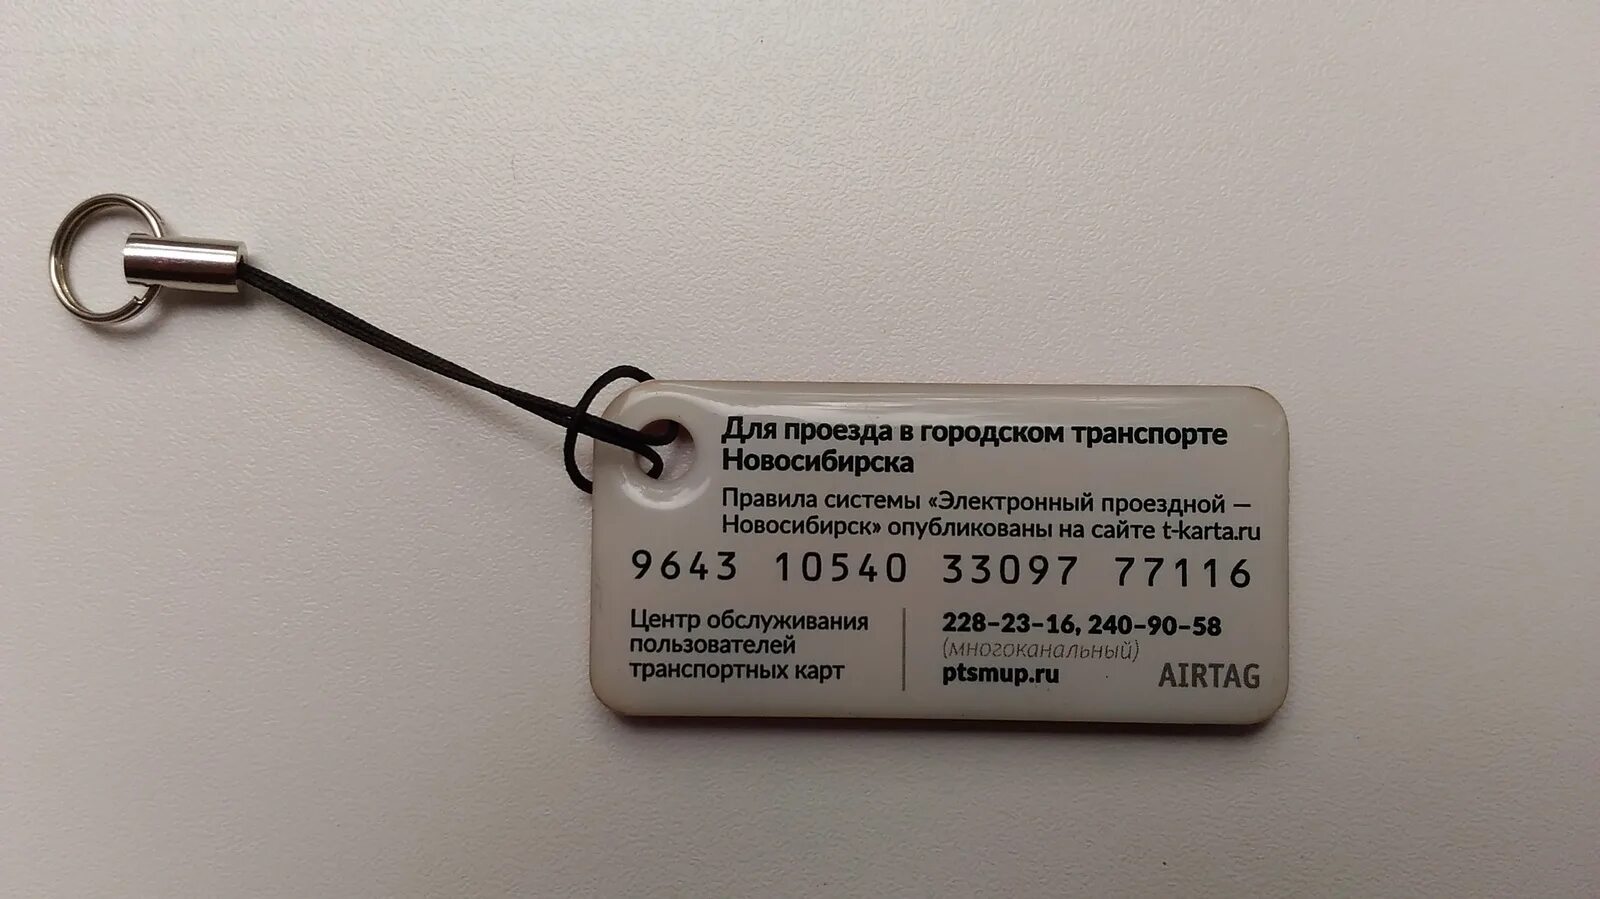 Для проезда в городском транспорте
Новосибирска
Правила системы «Электронный проездной —
Новосибирск» опубликованы на сайте t-karta.ru
9643 10540 33097 77116
Центр обслуживания
пользователей
транспортных карт
228-23-16, 240-90-58
(многоканальный)
ptsmup.ru
AIRTAG